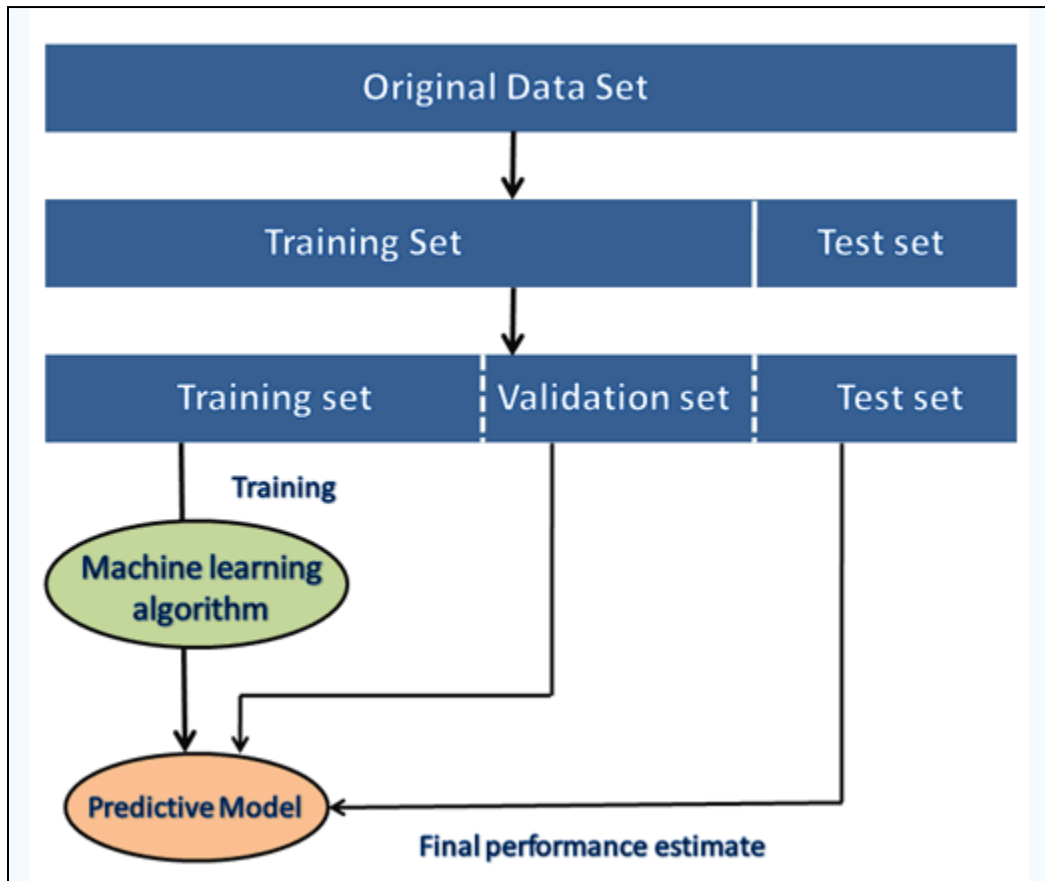 Original Data Set
Training Set
Test set
Training set
Validation set
Test set
Training
Machine learning
algorithm
Predictive Model
Final performance estimate